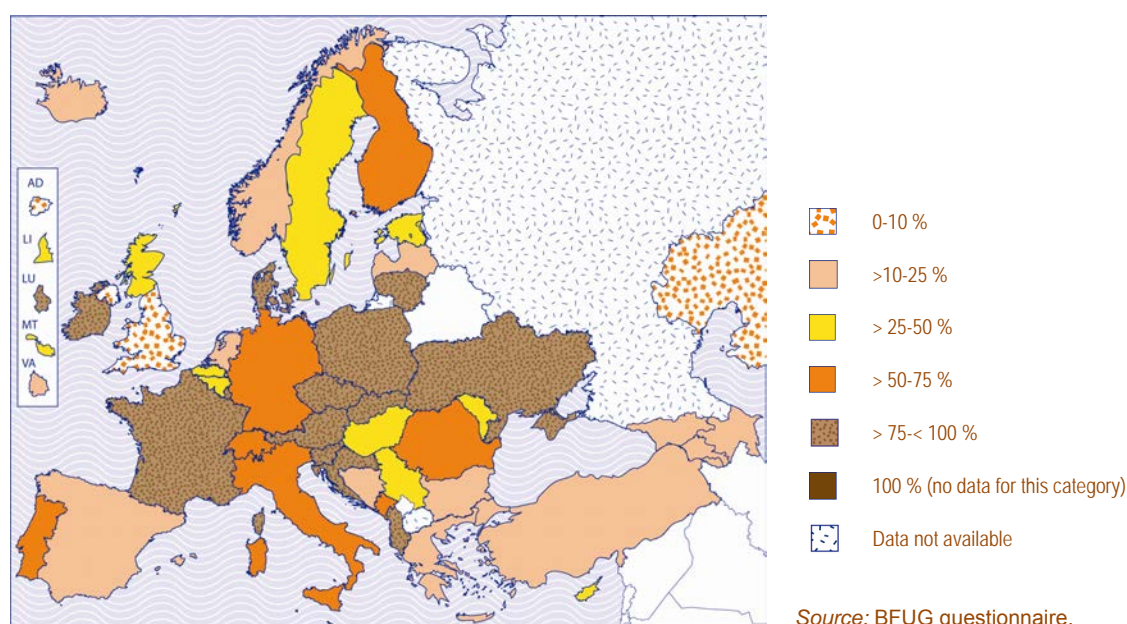 AD
LI
LU
MT
VA
0-10 %
>10-25 %
> 25-50 %
> 50-75 %
> 75-< 100 %
100 % (no data for this category)
Data not available
Source: BFUG questionnaire.